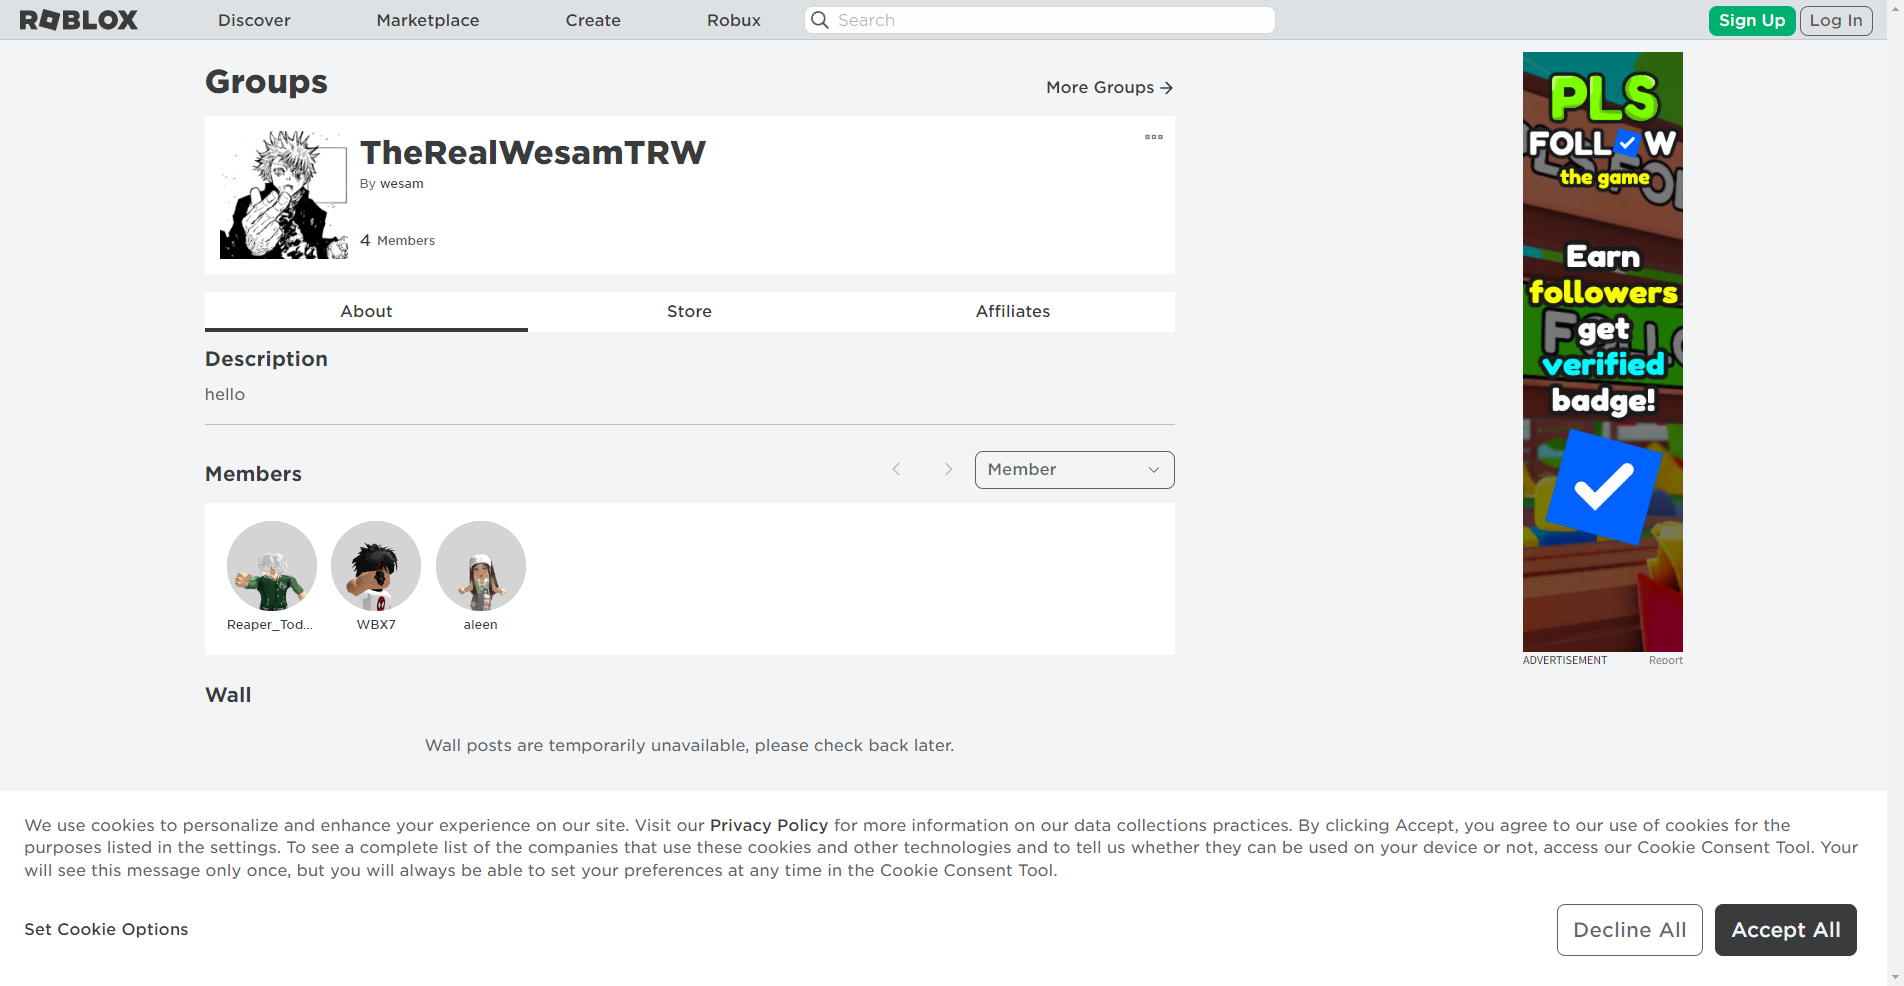 ROBLOX Discover Marketplace Create Robux Search Sign Up Log In
Groups
More Groups
TheRealWesamTRW
By wesam
4 Members
About Store Affiliates
Description
hello
Members
Member
Reaper_Tod... WBX7 aleen
Wall
Wall posts are temporarily unavailable, please check back later.
PLS
FOLLOW
the game
Earn
followers
get
verified
badge!
ADVERTISEMENT Report
We use cookies to personalize and enhance your experience on our site. Visit our Privacy Policy for more information on our data collections practices. By clicking Accept, you agree to our use of cookies for the
purposes listed in the settings. To see a complete list of the companies that use these cookies and other technologies and to tell us whether they can be used on your device or not, access our Cookie Consent Tool. Your
will see this message only once, but you will always be able to set your preferences at any time in the Cookie Consent Tool.
Set Cookie Options
Decline All
Accept All